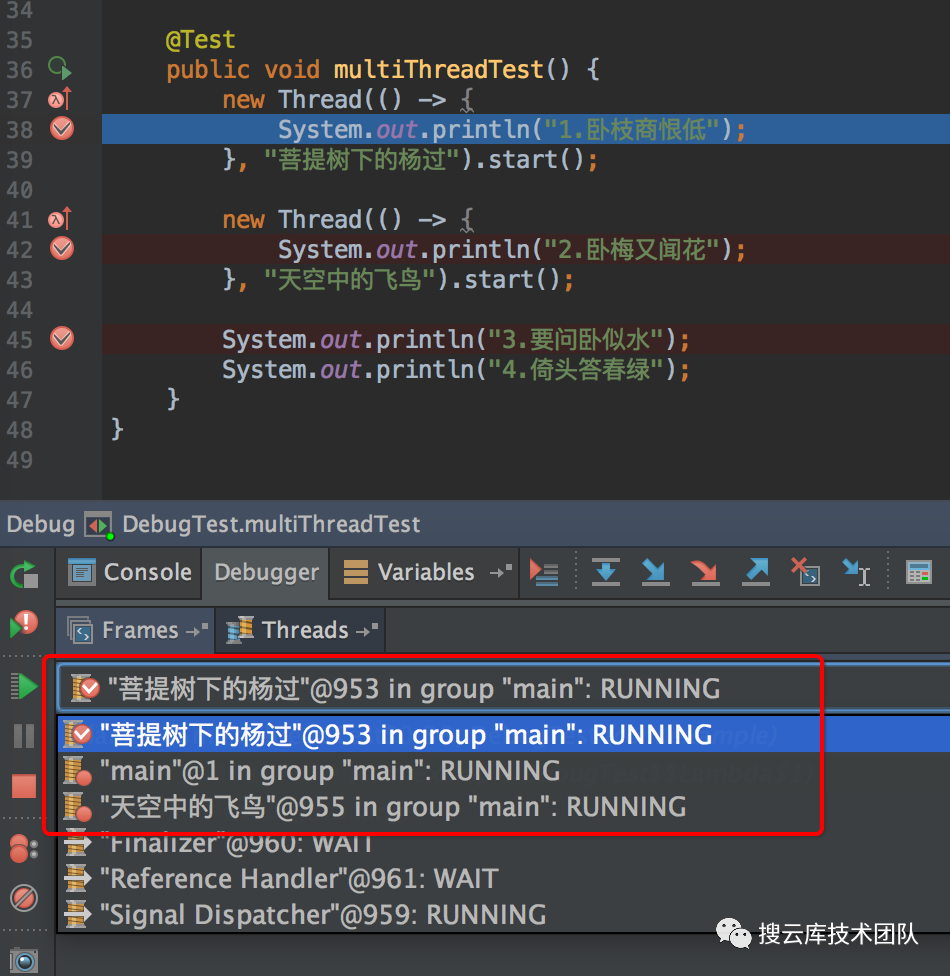 34
35 @Test
36 public void multiThreadTest() {
37 new Thread(() -> {
38 System.out.println("1.卧枝商恨低");
39 }, "菩提树下的杨过").start();
40
41 new Thread(() -> {
42 System.out.println("2.卧梅又闻花");
43 }, "天空中的飞鸟").start();
44
45 System.out.println("3.要问卧似水");
46 System.out.println("4.倚头答春绿");
47 }
48 }
49
Debug DebugTest.multiThreadTest
Console Debugger Variables
Frames Threads
"菩提树下的杨过"@953 in group "main": RUNNING
"菩提树下的杨过"@953 in group "main": RUNNING
"main"@1 in group "main": RUNNING
"天空中的飞鸟"@955 in group "main": RUNNING
"Finalizer"@960: WAIT
"Reference Handler"@961: WAIT
"Signal Dispatcher"@959: RUNNING
搜云库技术团队